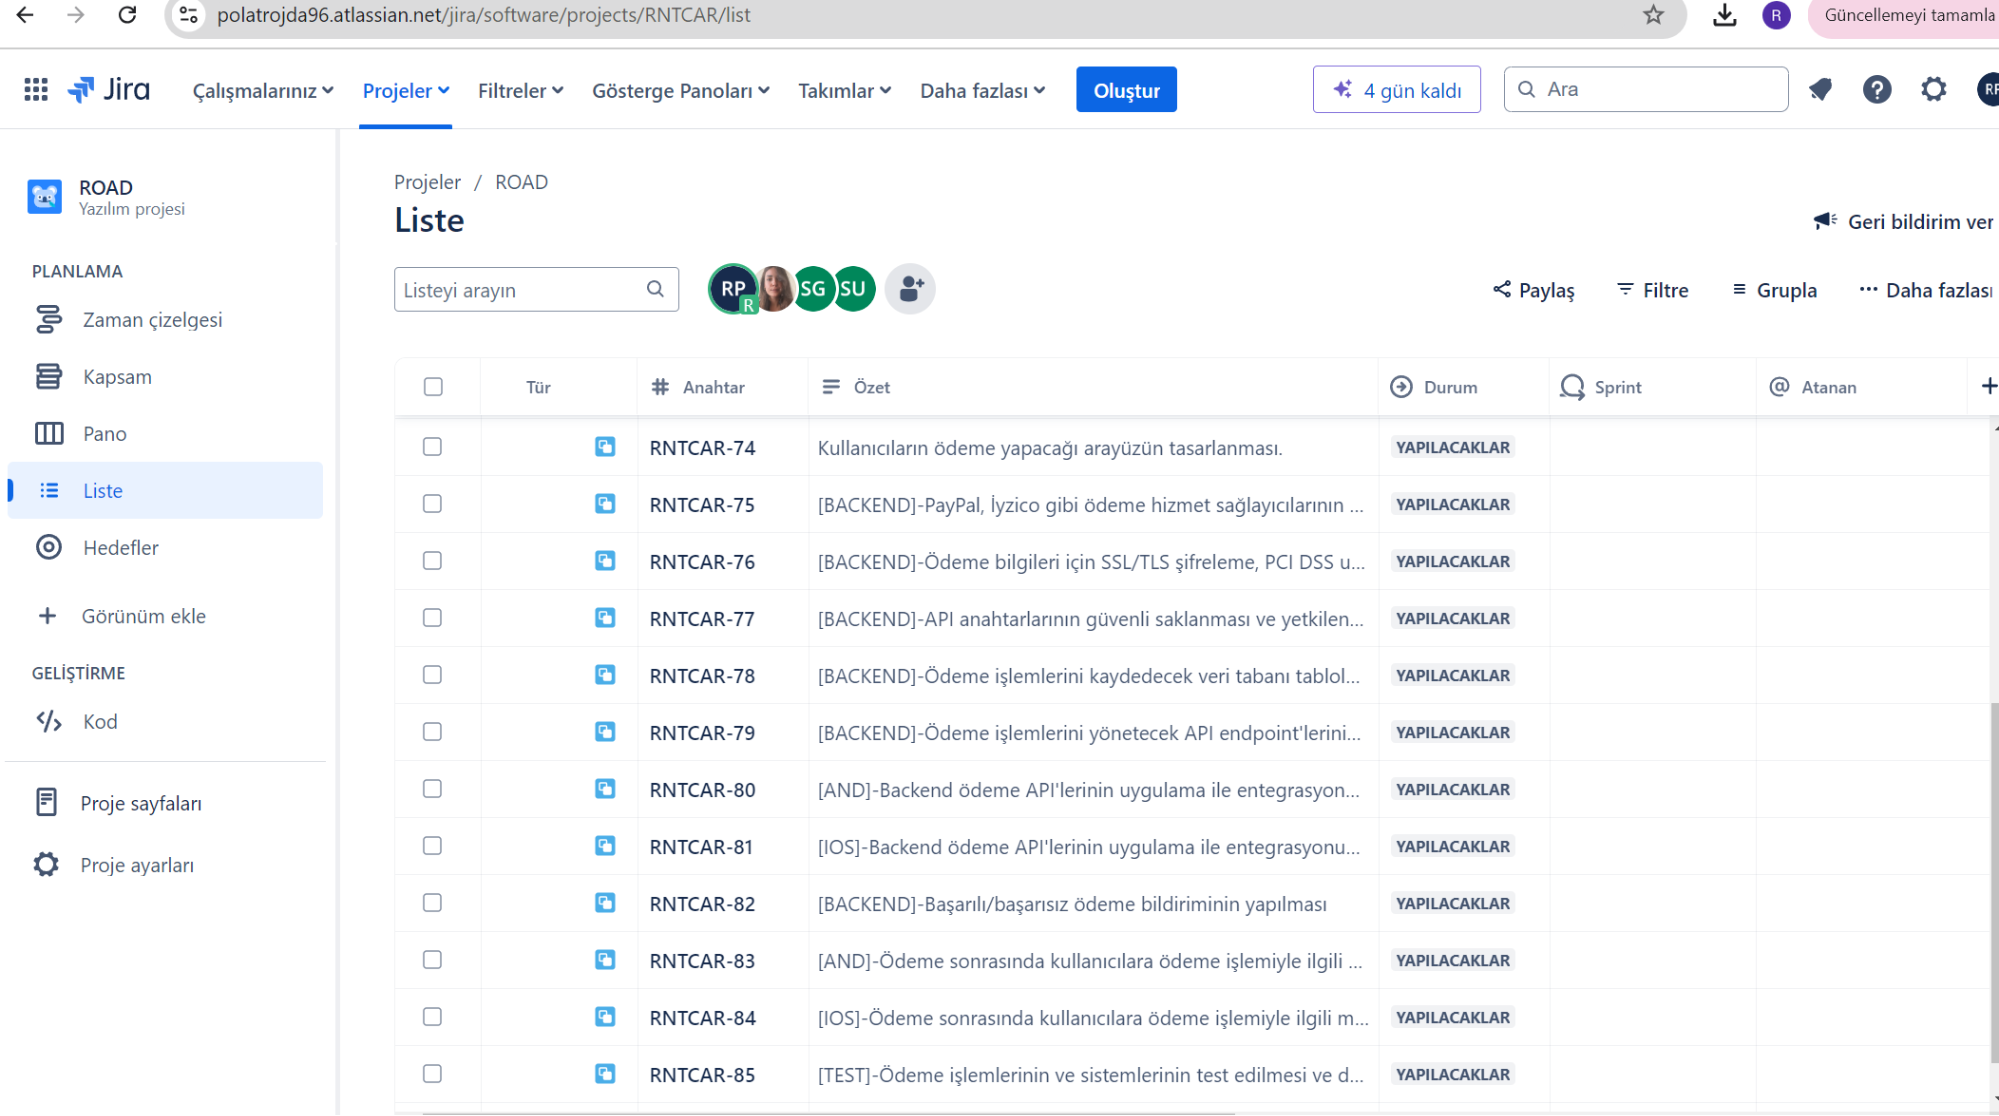 polatrojda96.atlassian.net/jira/software/projects/RNTCAR/list
R
Güncellemeyi tamamla
Jira
Çalışmalarınız
Projeler
Filtreler
Gösterge Panoları
Takımlar
Daha fazlası
Oluştur
4 gün kaldı
Ara
RP
ROAD
Yazılım projesi
PLANLAMA
Zaman çizelgesi
Kapsam
Pano
Liste
Hedefler
Görünüm ekle
GELİŞTİRME
Kod
Proje sayfaları
Proje ayarları
Projeler / ROAD
Liste
Geri bildirim ver
Listeyi arayın
RP
R
SG
SU
Paylaş
Filtre
Grupla
Daha fazlası
Tür
Anahtar
Özet
Durum
Sprint
Atanan
RNTCAR-74 Kullanıcıların ödeme yapacağı arayüzün tasarlanması. YAPILACAKLAR
RNTCAR-75 [BACKEND]-PayPal, İyzico gibi ödeme hizmet sağlayıcılarının ... YAPILACAKLAR
RNTCAR-76 [BACKEND]-Ödeme bilgileri için SSL/TLS şifreleme, PCI DSS u... YAPILACAKLAR
RNTCAR-77 [BACKEND]-API anahtarlarının güvenli saklanması ve yetkilen... YAPILACAKLAR
RNTCAR-78 [BACKEND]-Ödeme işlemlerini kaydedecek veri tabanı tablol... YAPILACAKLAR
RNTCAR-79 [BACKEND]-Ödeme işlemlerini yönetecek API endpoint'lerini... YAPILACAKLAR
RNTCAR-80 [AND]-Backend ödeme API'lerinin uygulama ile entegrasyon... YAPILACAKLAR
RNTCAR-81 [IOS]-Backend ödeme API'lerinin uygulama ile entegrasyonu... YAPILACAKLAR
RNTCAR-82 [BACKEND]-Başarılı/başarısız ödeme bildiriminin yapılması YAPILACAKLAR
RNTCAR-83 [AND]-Ödeme sonrasında kullanıcılara ödeme işlemiyle ilgili ... YAPILACAKLAR
RNTCAR-84 [IOS]-Ödeme sonrasında kullanıcılara ödeme işlemiyle ilgili m... YAPILACAKLAR
RNTCAR-85 [TEST]-Ödeme işlemlerinin ve sistemlerinin test edilmesi ve d... YAPILACAKLAR